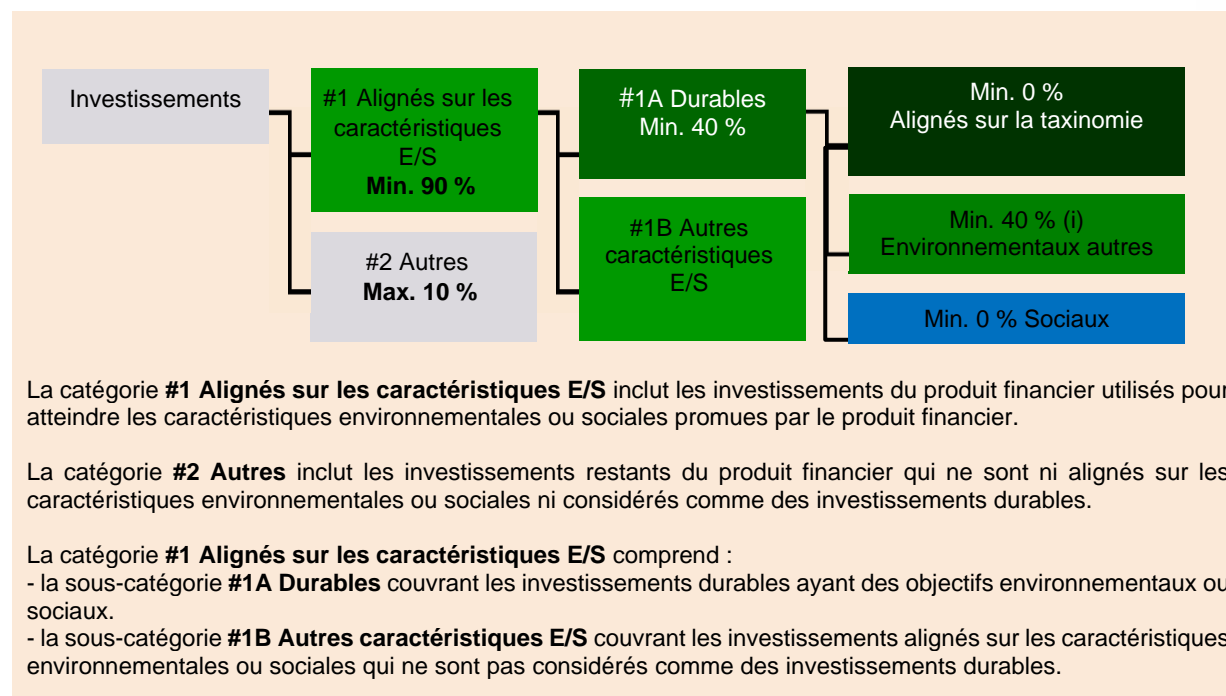 Investissements
#1 Alignés sur les
caractéristiques
E/S
Min. 90 %
#2 Autres
Max. 10 %
#1A Durables
Min. 40 %
#1B Autres
caractéristiques
E/S
Min. 0 %
Alignés sur la taxinomie
Min. 40 % (i)
Environnementaux autres
Min. 0 % Sociaux
La catégorie #1 Alignés sur les caractéristiques E/S inclut les investissements du produit financier utilisés pour
atteindre les caractéristiques environnementales ou sociales promues par le produit financier.
La catégorie #2 Autres inclut les investissements restants du produit financier qui ne sont ni alignés sur les
caractéristiques environnementales ou sociales ni considérés comme des investissements durables.
La catégorie #1 Alignés sur les caractéristiques E/S comprend :
- la sous-catégorie #1A Durables couvrant les investissements durables ayant des objectifs environnementaux ou
sociaux.
- la sous-catégorie #1B Autres caractéristiques E/S couvrant les investissements alignés sur les caractéristiques
environnementales ou sociales qui ne sont pas considérés comme des investissements durables.